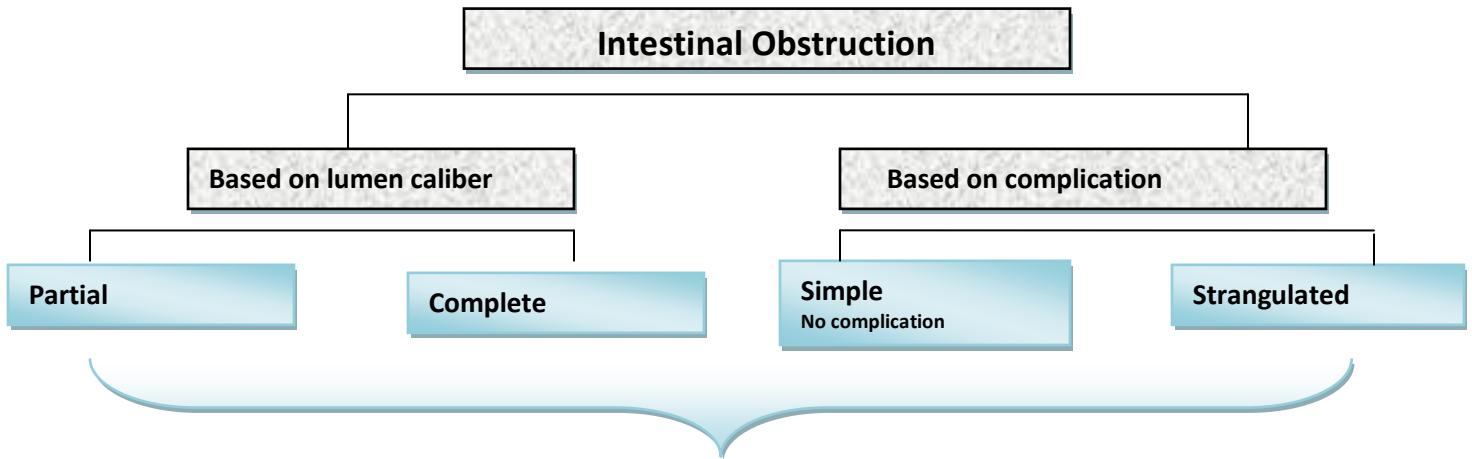 Intestinal Obstruction
Based on lumen caliber
Based on complication
Partial
Complete
Simple
No complication
Strangulated